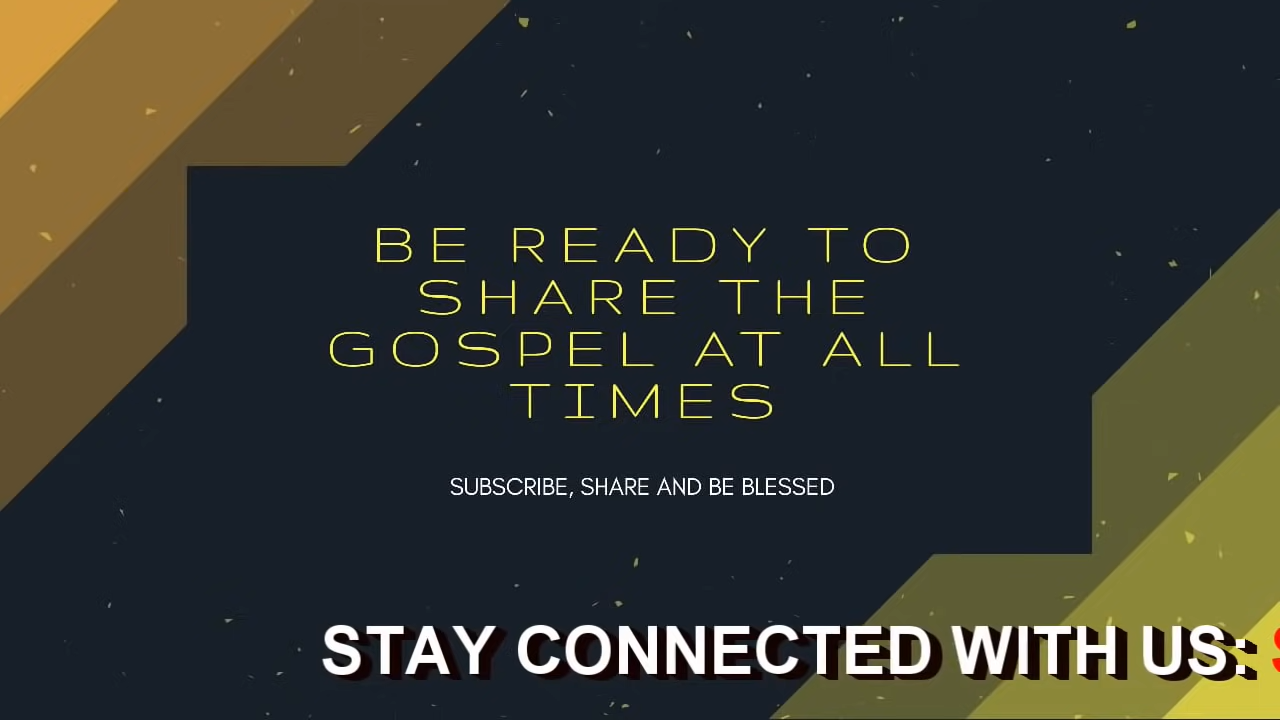 BE READY TO
SHARE THE
GOSPEL AT ALL
TIMES
SUBSCRIBE, SHARE AND BE BLESSED
STAY CONNECTED WITH US: